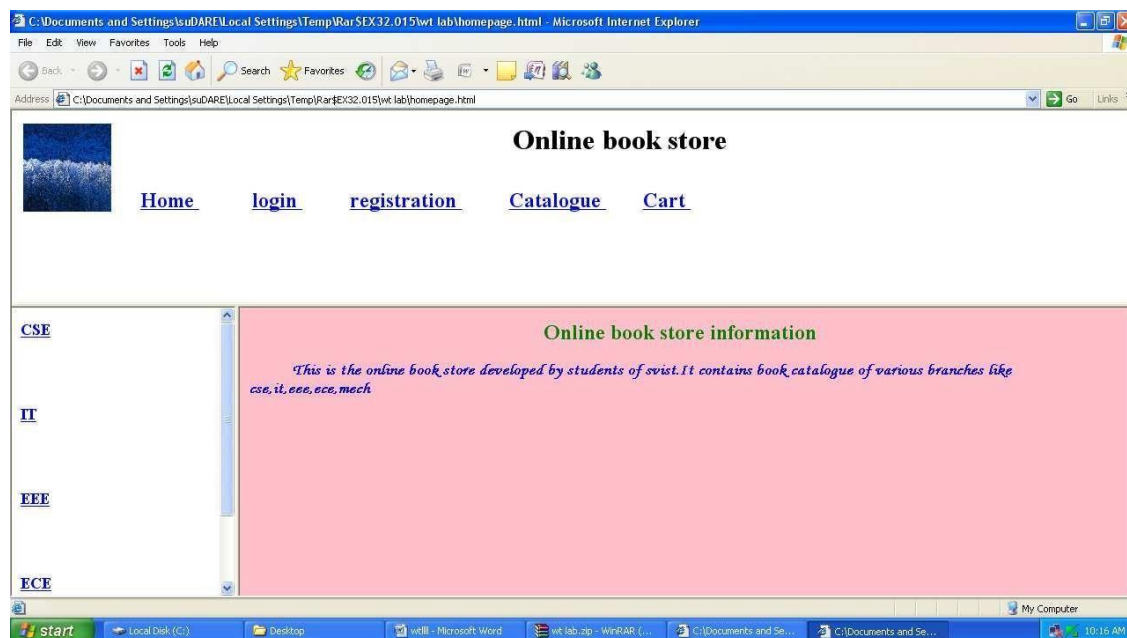 C:\Documents and Settings\suDARE\Local Settings\Temp\Rar$EX32.015\wt lab\homepage.html - Microsoft Internet Explorer
File Edit View Favorites Tools Help
Back Search Favorites
Address C:\Documents and Settings\suDARE\Local Settings\Temp\Rar$EX32.015\wt lab\homepage.html Go Links
Online book store
Home login registration Catalogue Cart
CSE
Online book store information
This is the online book store developed by students of svist.It contains book catalogue of various branches like
cse,it,eee,ece,mech
IT
EEE
ECE
My Computer
start Local Disk (C:) Desktop wtlll - Microsoft Word wt lab.zip - WinRAR (... C:\Documents and Se... C:\Documents and Se... 10:16 AM